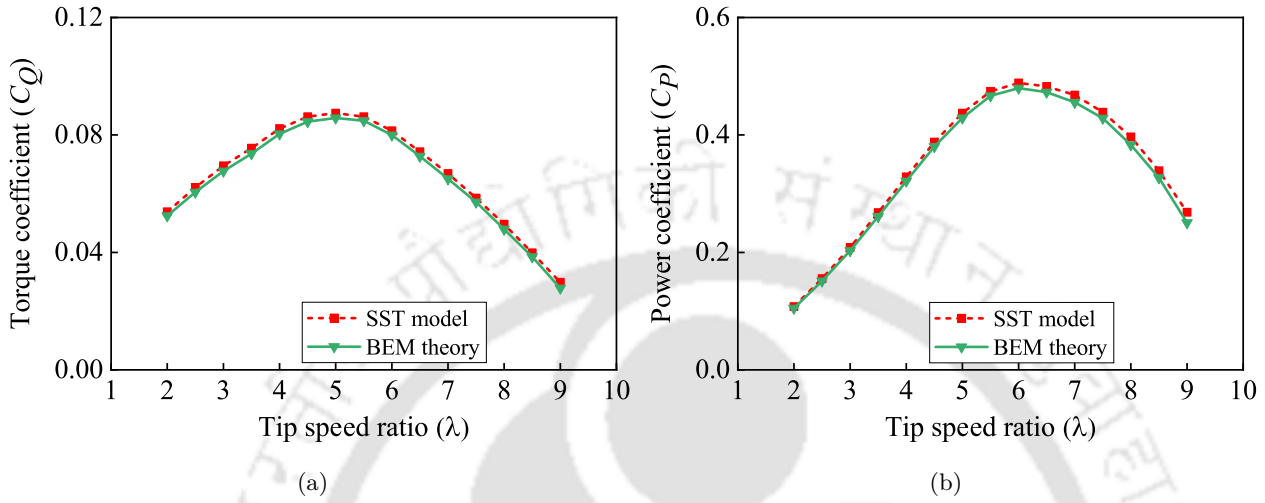 0.12
0.08
0.04
0.00
Torque coefficient (C_Q)
SST model
BEM theory
1 2 3 4 5 6 7 8 9 10
Tip speed ratio (λ)
(a)
0.6
0.4
0.2
0.0
Power coefficient (C_P)
SST model
BEM theory
1 2 3 4 5 6 7 8 9 10
Tip speed ratio (λ)
(b)